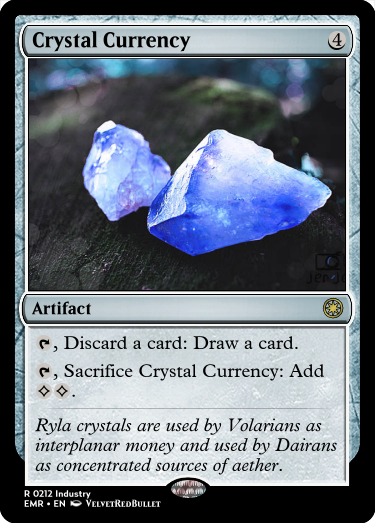 Crystal Currency 4
Artifact
, Discard a card: Draw a card.
, Sacrifice Crystal Currency: Add
.
Ryla crystals are used by Volarians as
interplanar money and used by Dairans
as concentrated sources of aether.
R 0212 Industry
EMR • EN VELVETREDBULLET